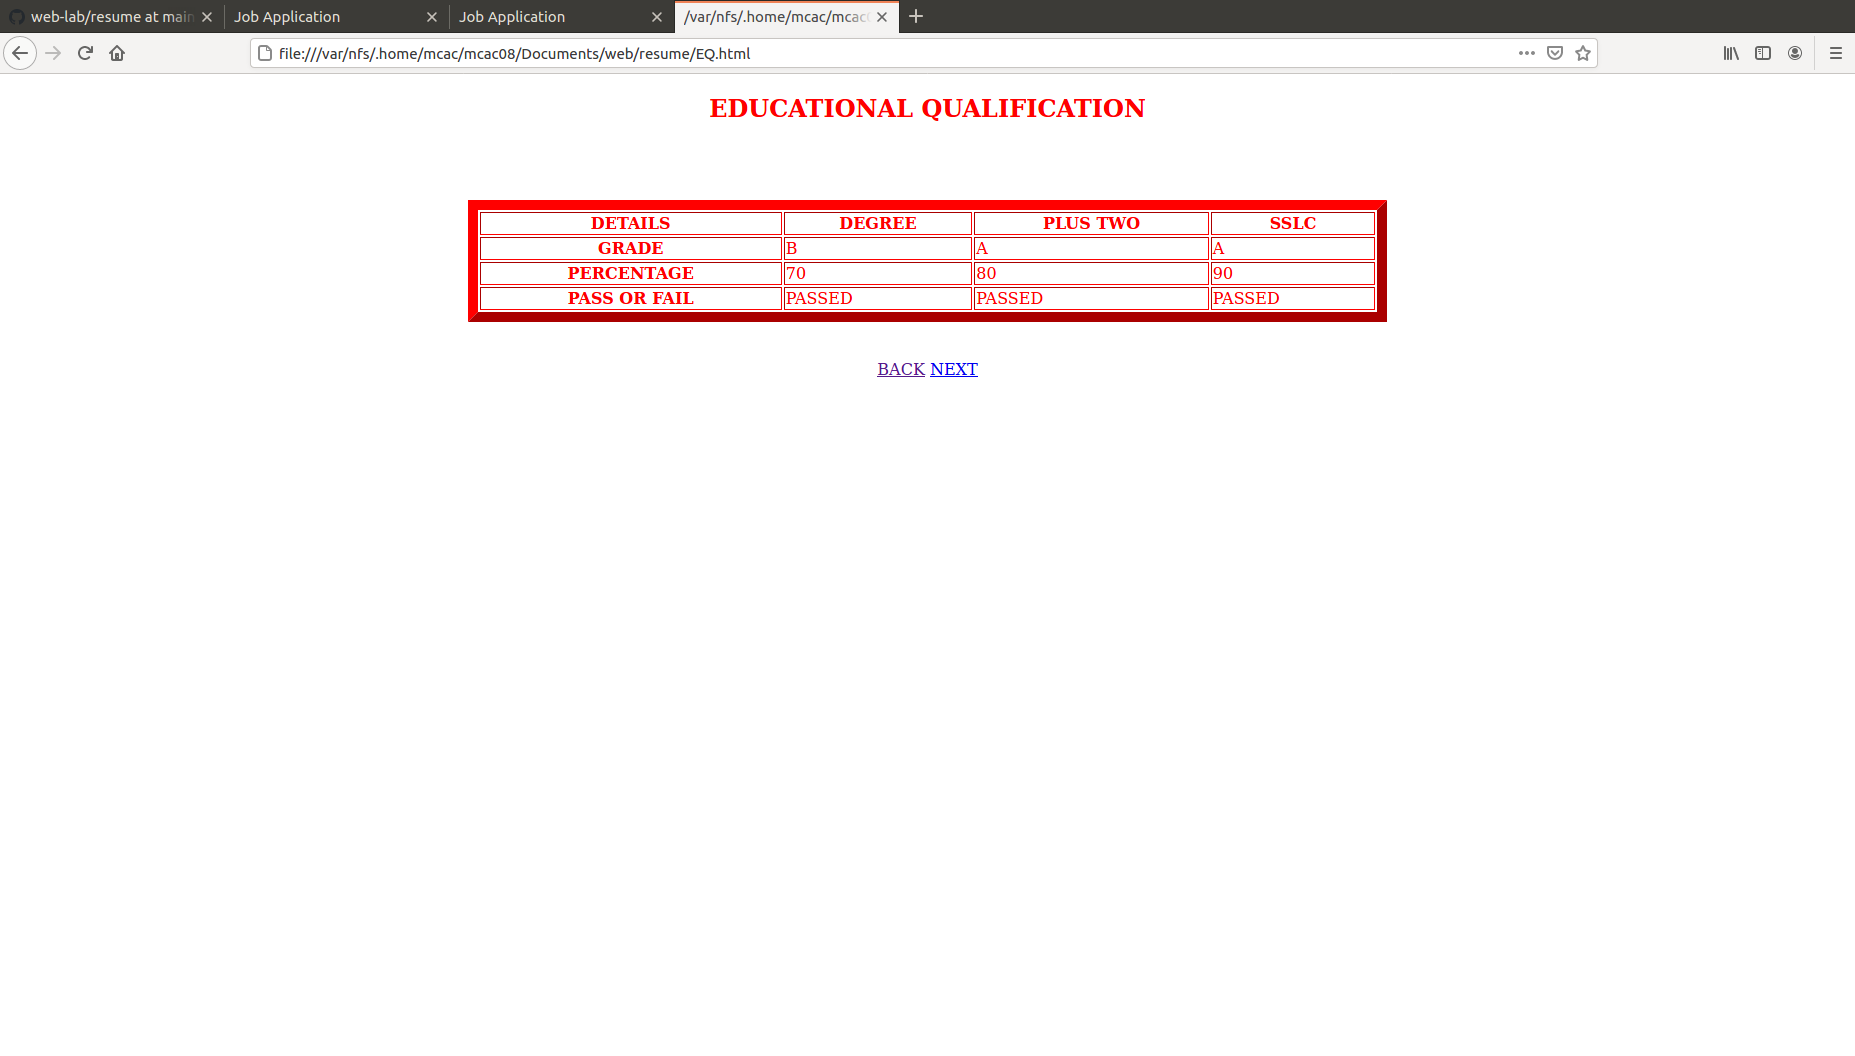 web-lab/resume at main
Job Application
Job Application
/var/nfs/.home/mcac/mcac0
file:///var/nfs/.home/mcac/mcac08/Documents/web/resume/EQ.html
EDUCATIONAL QUALIFICATION
DETAILS DEGREE PLUS TWO SSLC
GRADE B A A
PERCENTAGE 70 80 90
PASS OR FAIL PASSED PASSED PASSED
BACK NEXT